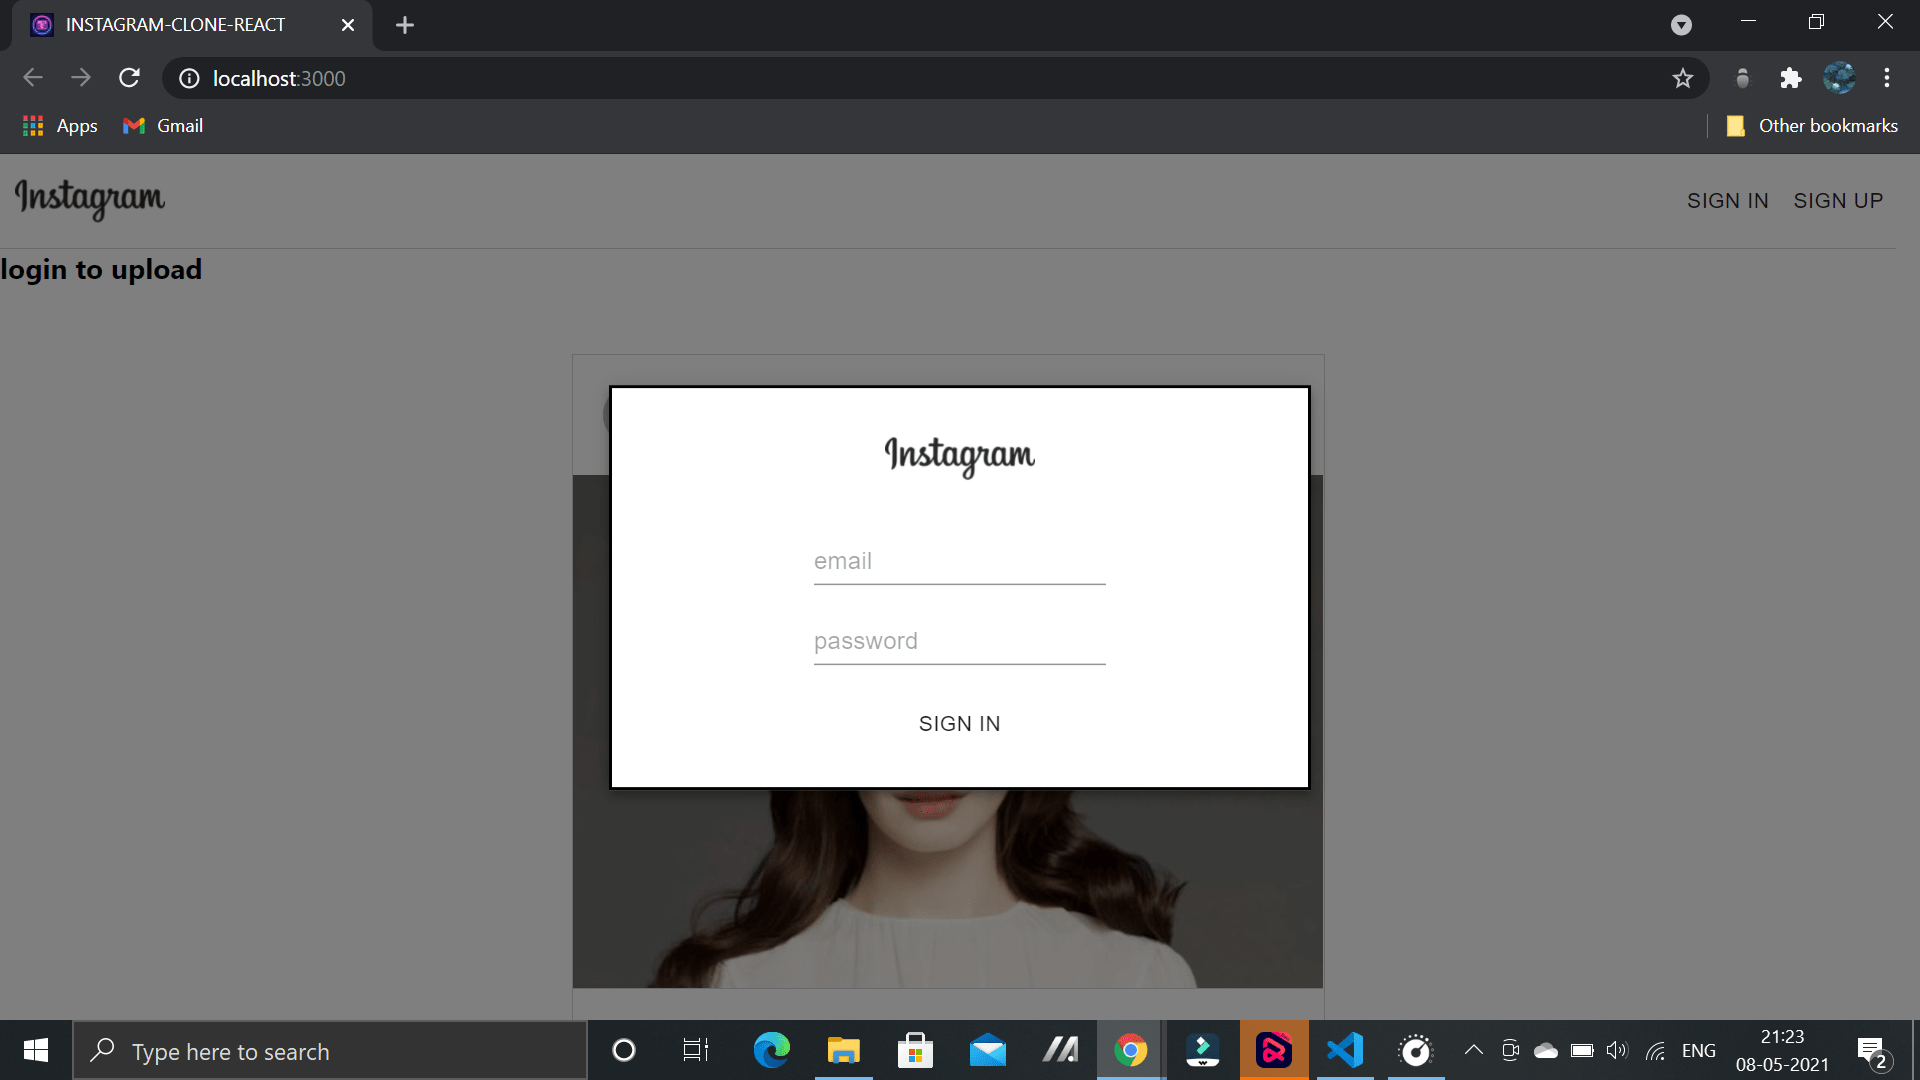 INSTAGRAM-CLONE-REACT
localhost:3000
Apps
Gmail
Other bookmarks
Instagram
SIGN IN
SIGN UP
login to upload
Instagram
email
password
SIGN IN
Type here to search
ENG
21:23
08-05-2021
2